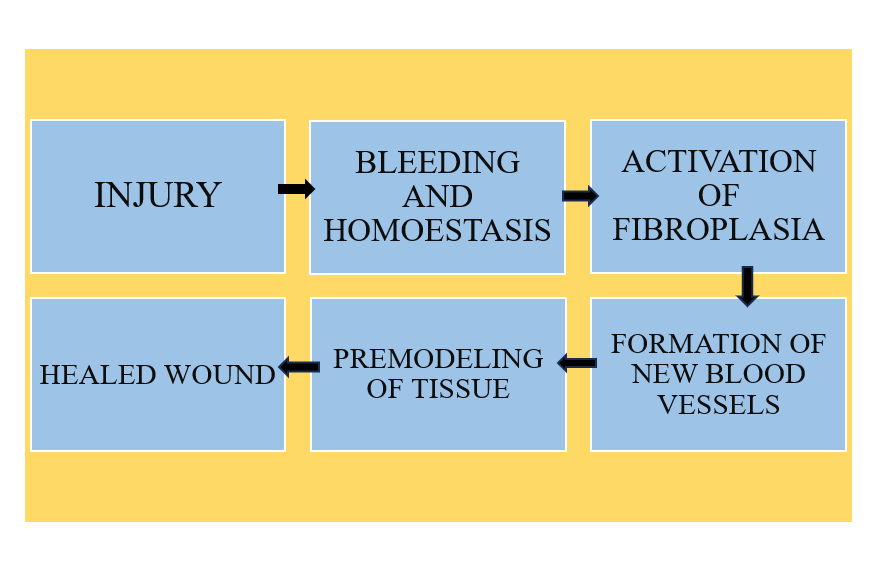 INJURY
BLEEDING
AND
HOMOESTASIS
ACTIVATION
OF
FIBROPLASIA
FORMATION OF
NEW BLOOD
VESSELS
PREMODELING
OF TISSUE
HEALED WOUND